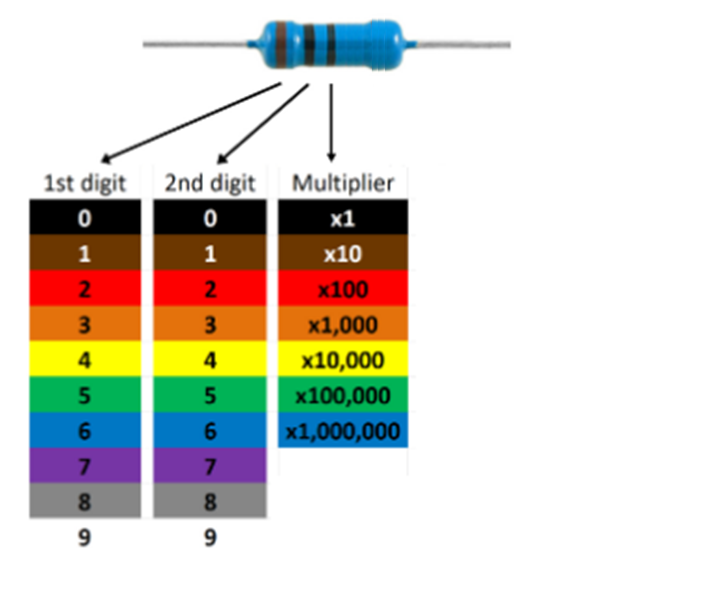 1st digit 2nd digit Multiplier
0 0 x1
1 1 x10
2 2 x100
3 3 x1,000
4 4 x10,000
5 5 x100,000
6 6 x1,000,000
7 7
8 8
9 9